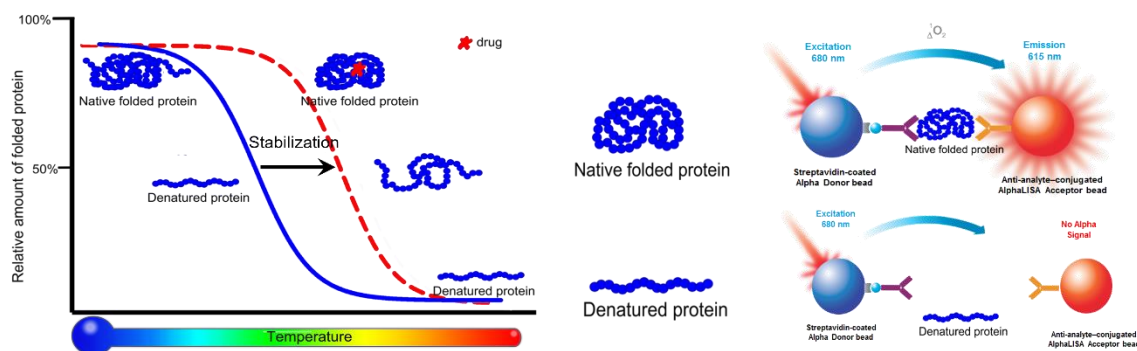 100%
drug
Native folded protein
Native folded protein
Stabilization
50%
Denatured protein
Denatured protein
Relative amount of folded protein
Temperature
Native folded protein
Denatured protein
Excitation
680 nm
¹O₂
Δ
Emission
615 nm
Native folded protein
Streptavidin-coated
Alpha Donor bead
Anti-analyte–conjugated
AlphaLISA Acceptor bead
Excitation
680 nm
No Alpha
Signal
Streptavidin-coated
Alpha Donor bead
Denatured protein
Anti-analyte–conjugated
AlphaLISA Acceptor bead